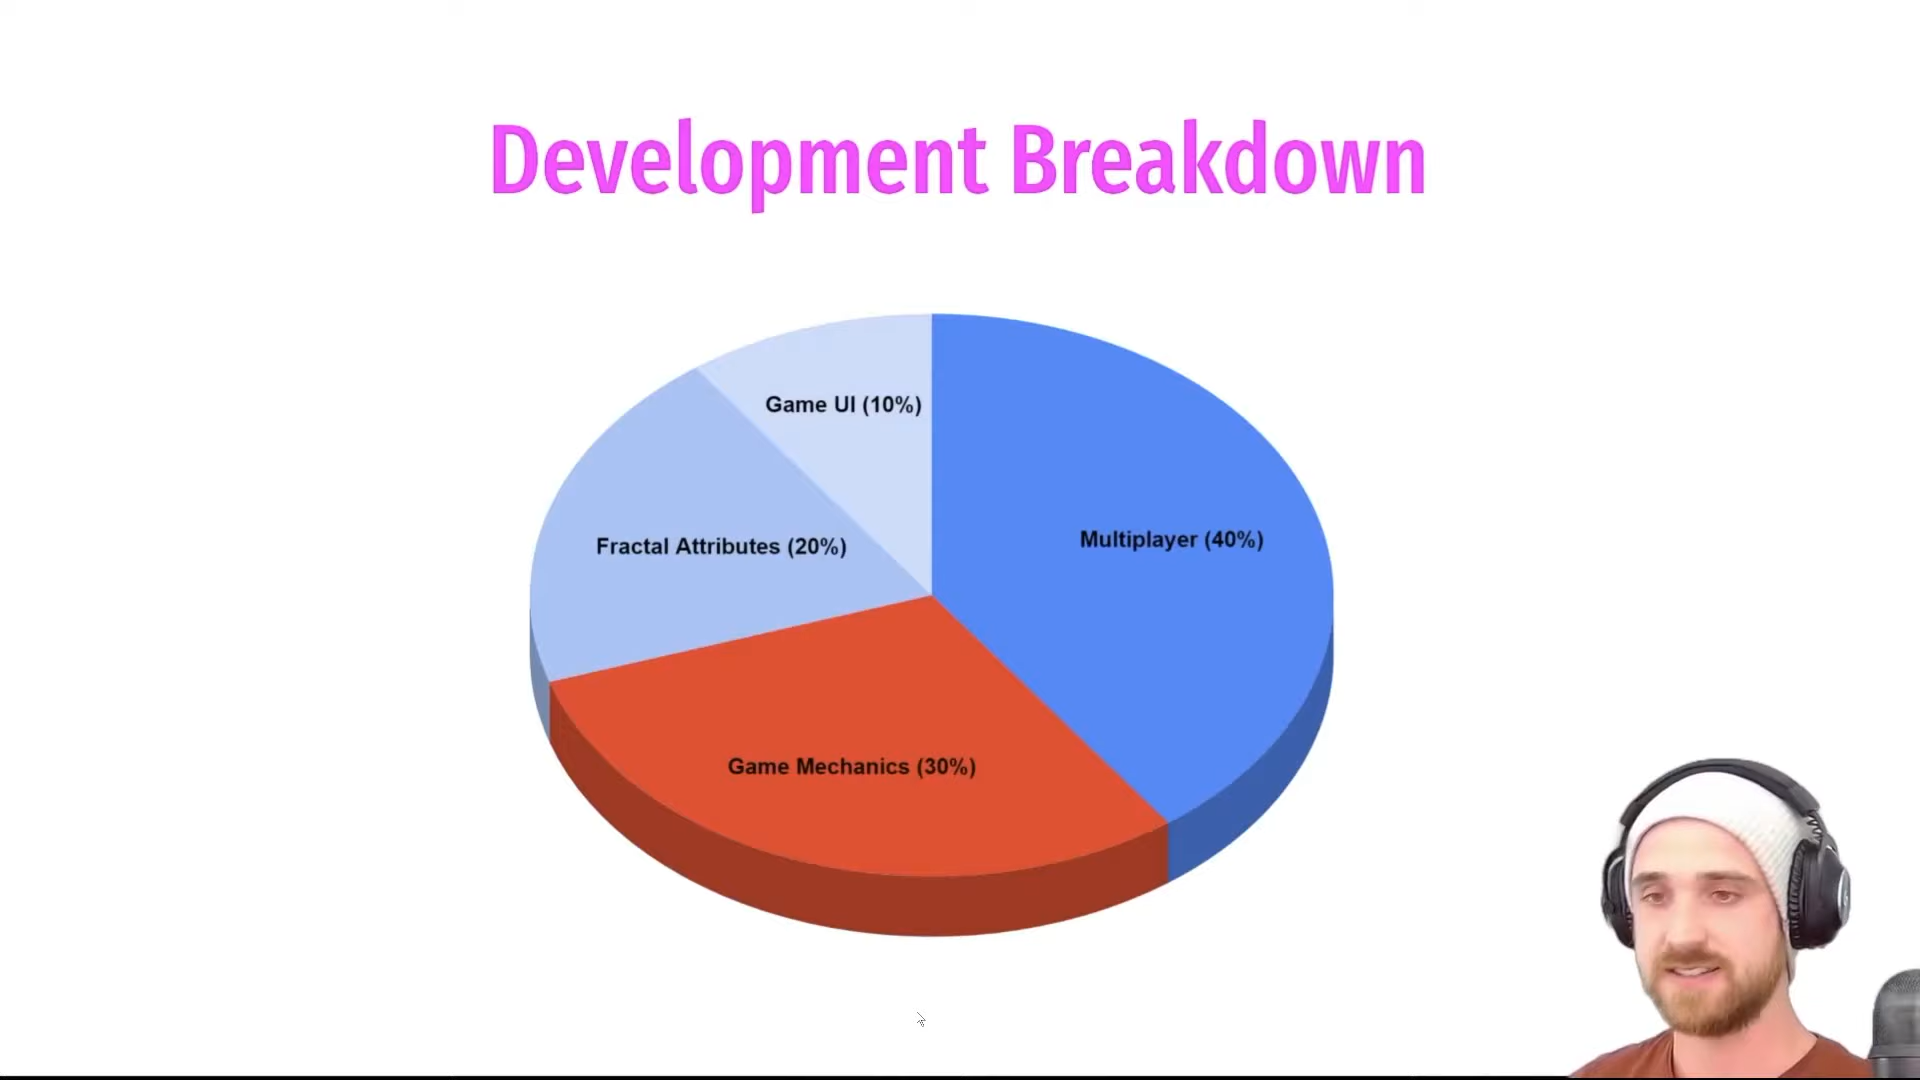 Development Breakdown
Game UI (10%)
Multiplayer (40%)
Fractal Attributes (20%)
Game Mechanics (30%)